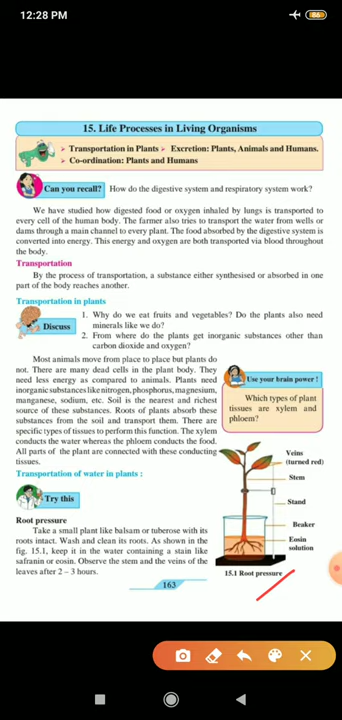 12:28 PM
86
15. Life Processes in Living Organisms
➢ Transportation in Plants ➢ Excretion: Plants, Animals and Humans.
➢ Co-ordination: Plants and Humans
Can you recall? How do the digestive system and respiratory system work?
We have studied how digested food or oxygen inhaled by lungs is transported to
every cell of the human body. The farmer also tries to transport the water from wells or
dams through a main channel to every plant. The food absorbed by the digestive system is
converted into energy. This energy and oxygen are both transported via blood throughout
the body.
Transportation
By the process of transportation, a substance either synthesised or absorbed in one
part of the body reaches another.
Transportation in plants
Discuss
1. Why do we eat fruits and vegetables? Do the plants also need
minerals like we do?
2. From where do the plants get inorganic substances other than
carbon dioxide and oxygen?
Most animals move from place to place but plants do
not. There are many dead cells in the plant body. They
need less energy as compared to animals. Plants need
inorganic substances like nitrogen, phosphorus, magnesium,
manganese, sodium, etc. Soil is the nearest and richest
source of these substances. Roots of plants absorb these
substances from the soil and transport them. There are
specific types of tissues to perform this function. The xylem
conducts the water whereas the phloem conducts the food.
All parts of the plant are connected with these conducting
tissues.
Use your brain power !
Which types of plant
tissues are xylem and
phloem?
Transportation of water in plants :
Try this
Root pressure
Take a small plant like balsam or tuberose with its
roots intact. Wash and clean its roots. As shown in the
fig. 15.1, keep it in the water containing a stain like
safranin or eosin. Observe the stem and the veins of the
leaves after 2 – 3 hours.
Veins
(turned red)
Stem
Stand
Beaker
Eosin
solution
15.1 Root pressure
163